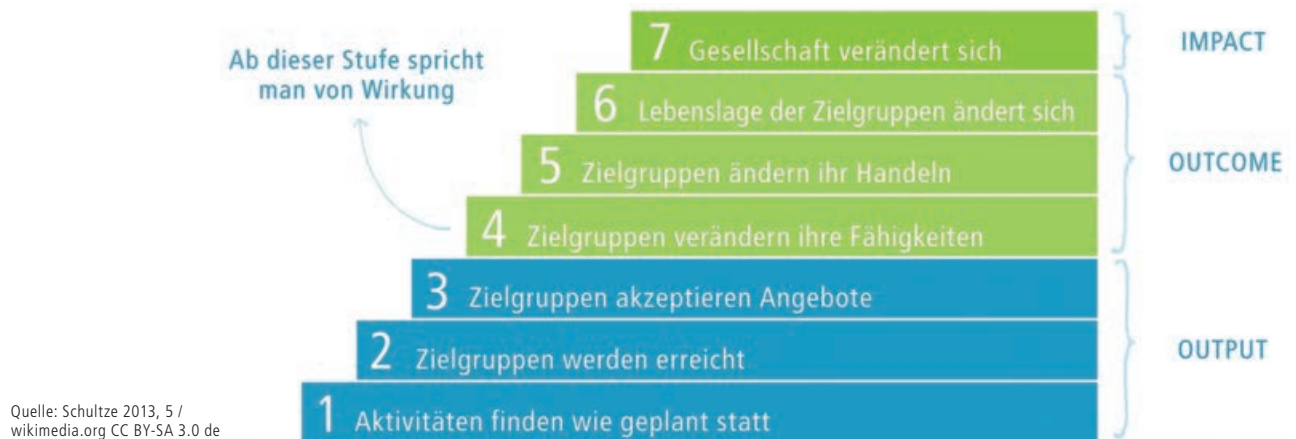 7 Gesellschaft verändert sich
IMPACT
Ab dieser Stufe spricht
man von Wirkung
6 Lebenslage der Zielgruppen ändert sich
5 Zielgruppen ändern ihr Handeln
OUTCOME
4 Zielgruppen verändern ihre Fähigkeiten
3 Zielgruppen akzeptieren Angebote
2 Zielgruppen werden erreicht
OUTPUT
1 Aktivitäten finden wie geplant statt
Quelle: Schultze 2013, 5 /
wikimedia.org CC BY-SA 3.0 de